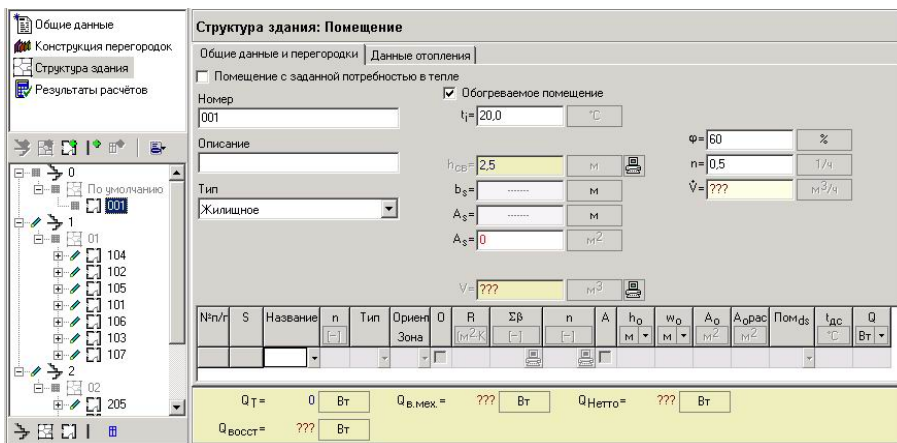 Общие данные
Конструкция перегородок
Структура здания
Результаты расчётов
0
По умолчанию
001
1
01
104
102
105
101
106
103
107
2
02
205
Структура здания: Помещение
Общие данные и перегородки Данные отопления
Помещение с заданной потребностью в тепле
Номер
001
Описание
Тип
Жилищное
Обогреваемое помещение
ti= 20,0 °C
hсв= 2,5 м
bs= ------- м
As= ------- м
As= 0 м2
V= ??? м3
φ= 60 %
n= 0,5 1/ч
V̇= ??? м3/ч
№п/г S Название n Тип Ориент O R Σβ n A ho wo Ao Aoрас Помds tдс Q
[-] Зона [м2·К [-] [-] м м м2 м2 °C Вт
QТ= 0 Вт Qв.мех.= ??? Вт QНетто= ??? Вт
Qвосст= ??? Вт